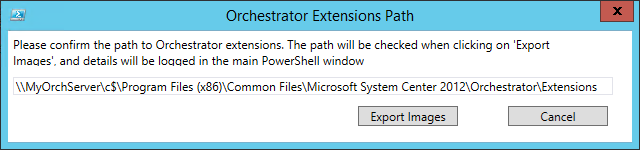 Orchestrator Extensions Path
x
Please confirm the path to Orchestrator extensions. The path will be checked when clicking on 'Export
Images', and details will be logged in the main PowerShell window
\\MyOrchServer\c$\Program Files (x86)\Common Files\Microsoft System Center 2012\Orchestrator\Extensions
Export Images
Cancel